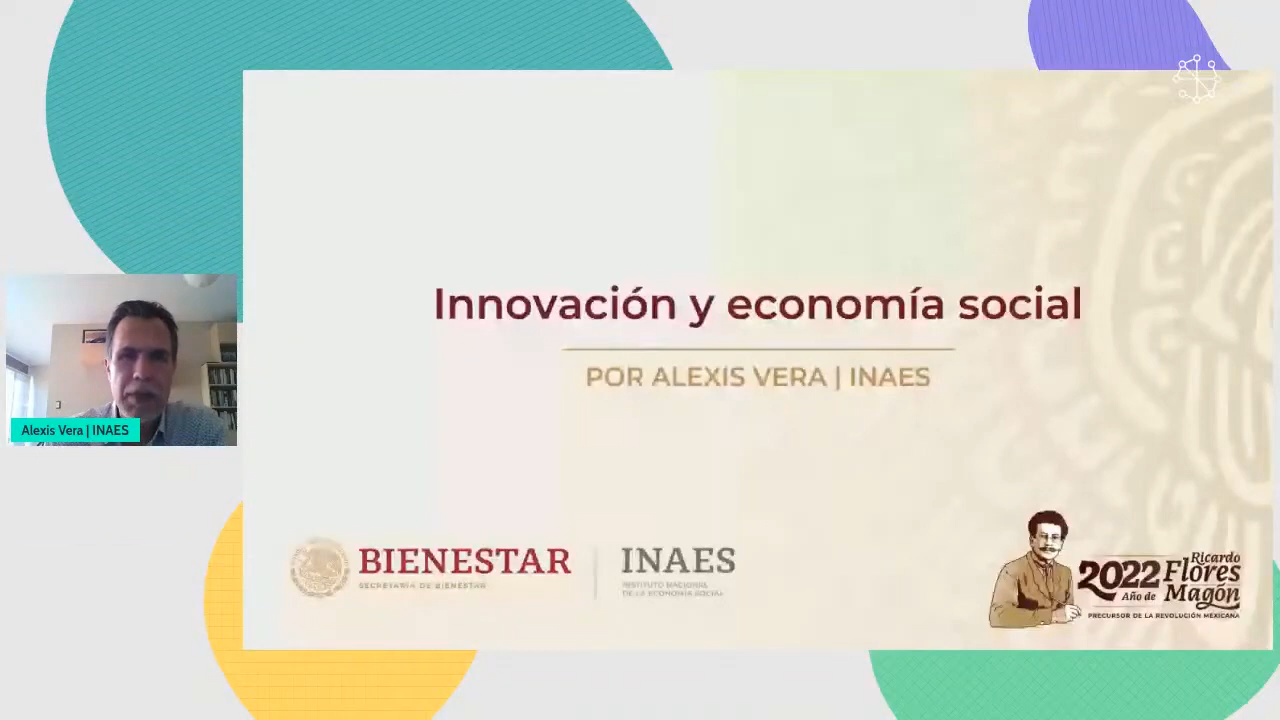 Innovación y economía social
POR ALEXIS VERA | INAES
Alexis Vera | INAES
BIENESTAR
SECRETARÍA DE BIENESTAR
INAES
INSTITUTO NACIONAL
DE LA ECONOMÍA SOCIAL
2022 Ricardo
Flores
Año de Magón
PRECURSOR DE LA REVOLUCIÓN MEXICANA